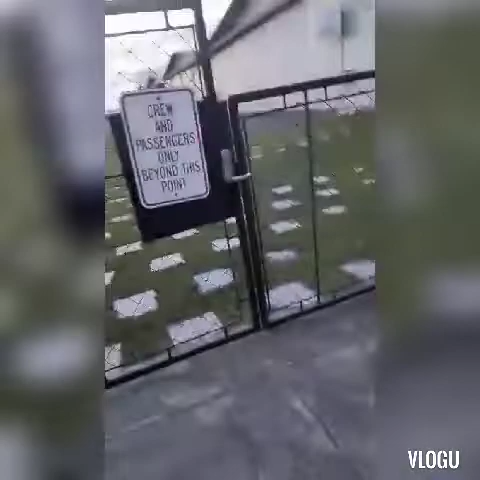 CREW
AND
PASSENGERS
ONLY
BEYOND THIS
POINT
VLOGU